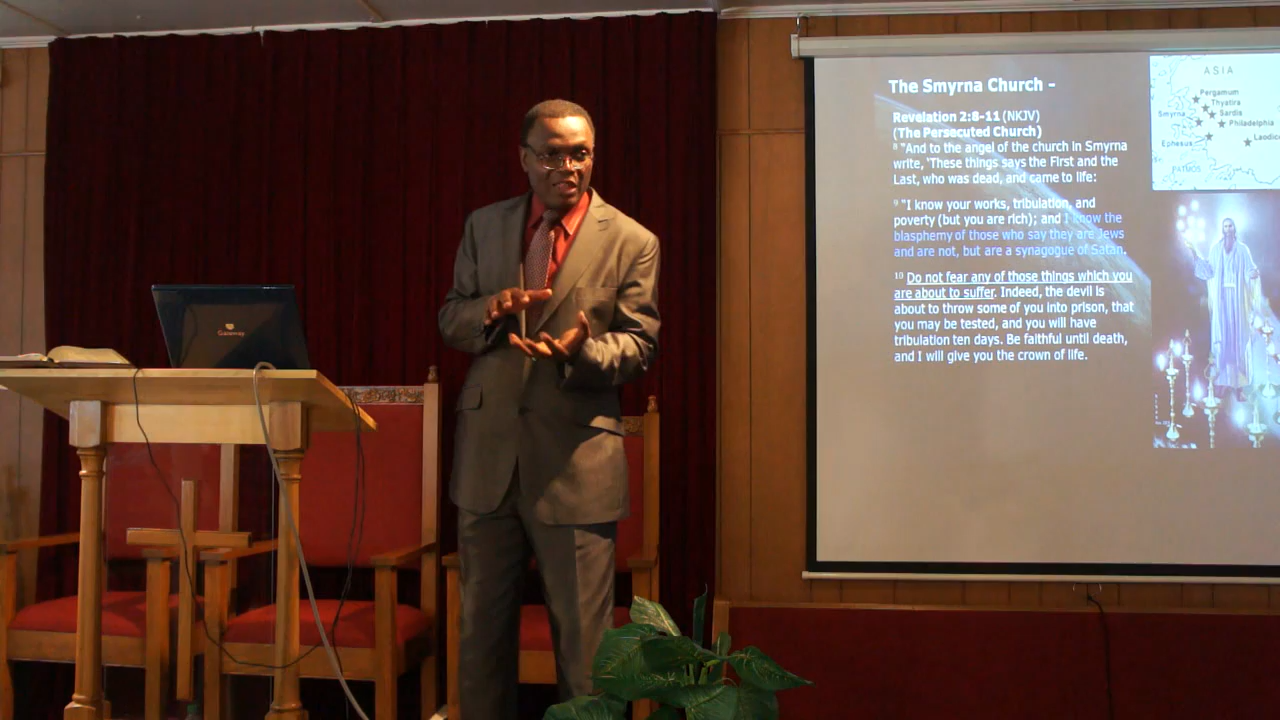 The Smyrna Church -
Revelation 2:8-11 (NKJV)
(The Persecuted Church)
8 "And to the angel of the church in Smyrna
write, 'These things says the First and the
Last, who was dead, and came to life:
9 "I know your works, tribulation, and
poverty (but you are rich); and I know the
blasphemy of those who say they are Jews
and are not, but are a synagogue of Satan.
10 Do not fear any of those things which you
are about to suffer. Indeed, the devil is
about to throw some of you into prison, that
you may be tested, and you will have
tribulation ten days. Be faithful until death,
and I will give you the crown of life.
ASIA
Pergamum
Thyatira
Smyrna
Sardis
Philadelphia
Ephesus
Laodice
PATMOS
Gateway